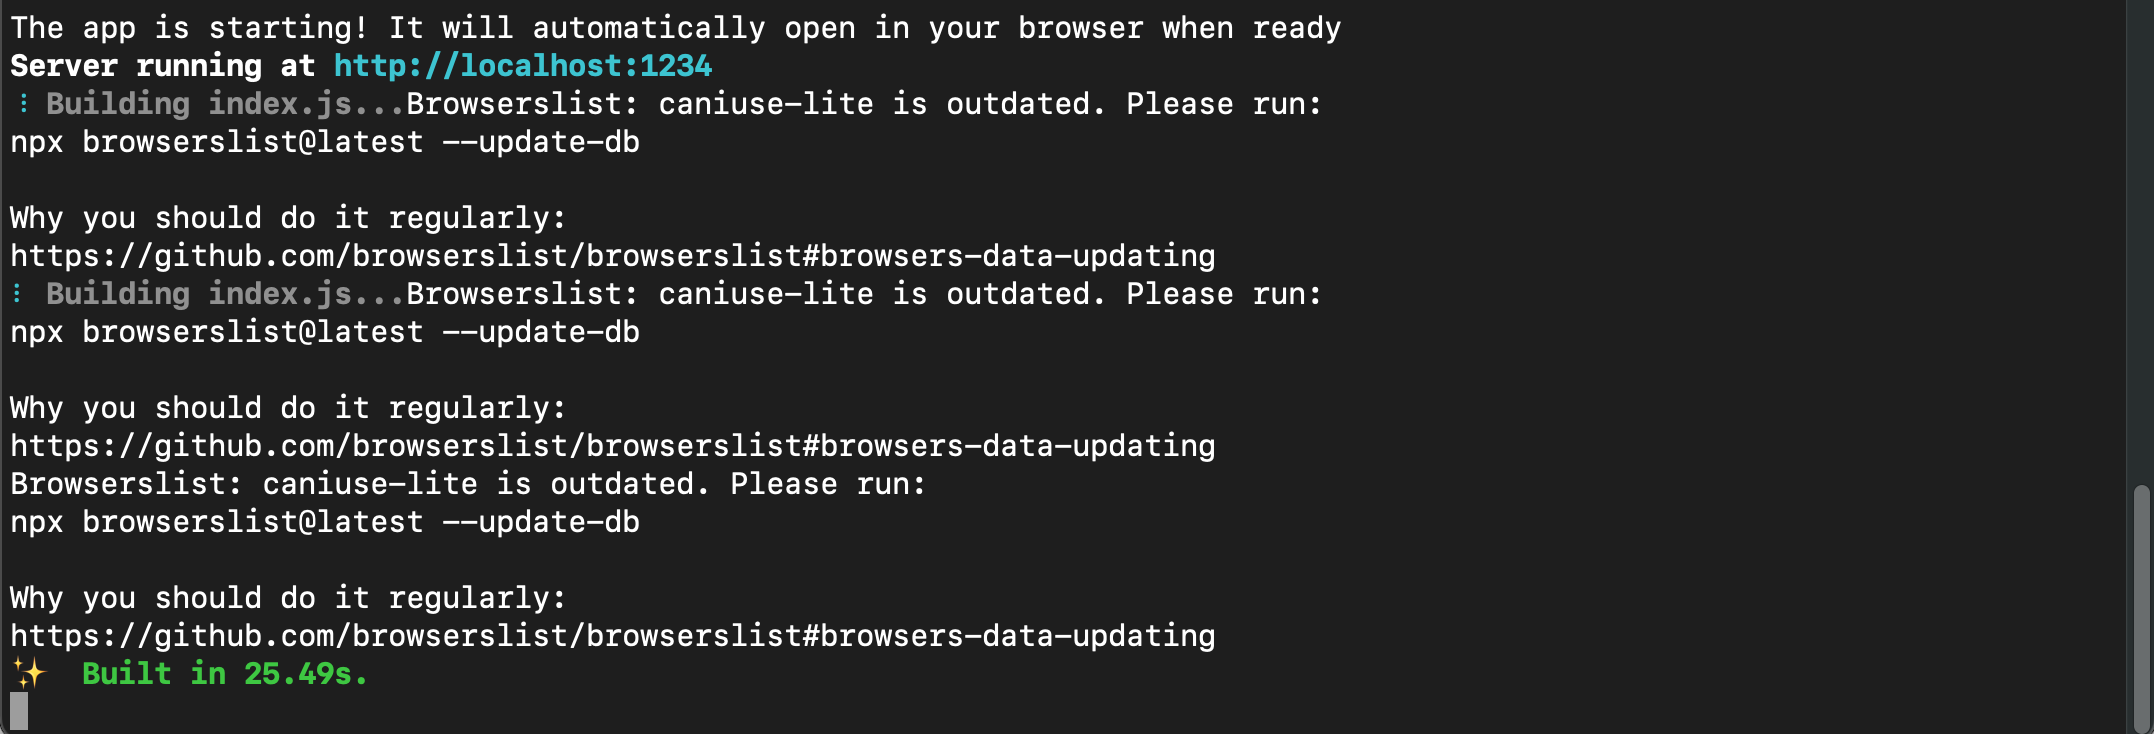 The app is starting! It will automatically open in your browser when ready
Server running at http://localhost:1234
⋮ Building index.js...Browserslist: caniuse-lite is outdated. Please run:
npx browserslist@latest --update-db
Why you should do it regularly:
https://github.com/browserslist/browserslist#browsers-data-updating
⋮ Building index.js...Browserslist: caniuse-lite is outdated. Please run:
npx browserslist@latest --update-db
Why you should do it regularly:
https://github.com/browserslist/browserslist#browsers-data-updating
Browserslist: caniuse-lite is outdated. Please run:
npx browserslist@latest --update-db
Why you should do it regularly:
https://github.com/browserslist/browserslist#browsers-data-updating
✨ Built in 25.49s.